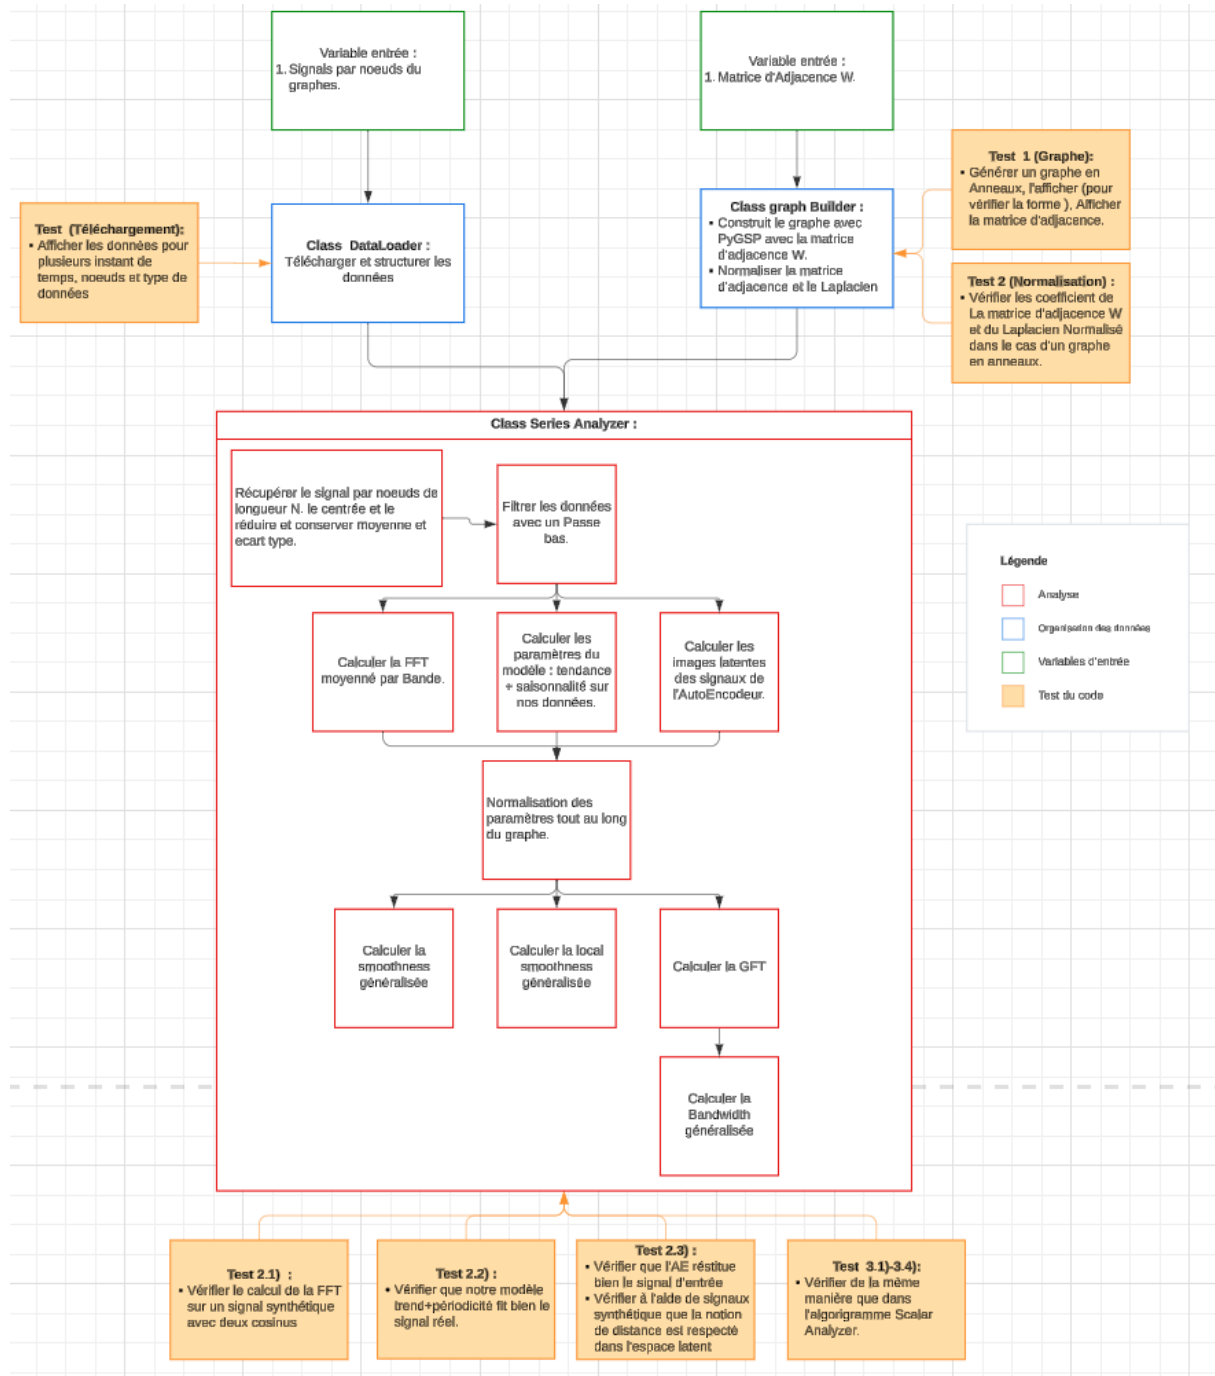 Variable entrée :
1. Signals par noeuds du
graphes.
Variable entrée :
1. Matrice d'Adjacence W.
Test 1 (Graphe):
▪ Générer un graphe en
Anneaux, l'afficher (pour
vérifier la forme ), Afficher
la matrice d'adjacence.
Class graph Builder :
▪ Construit le graphe avec
PyGSP avec la matrice
d'adjacence W.
▪ Normaliser la matrice
d'adjacence et le Laplacien
Test (Téléchargement):
▪ Afficher les données pour
plusieurs instant de
temps, noeuds et type de
données
Class DataLoader :
Télécharger et structurer les
données
Test 2 (Normalisation) :
▪ Vérifier les coefficient de
La matrice d'adjacence W
et du Laplacien Normalisé
dans le cas d'un graphe
en anneaux.
Class Series Analyzer :
Récupérer le signal par noeuds de
longueur N. le centrée et le
réduire et conserver moyenne et
ecart type.
Filtrer les données
avec un Passe
bas.
Légende
Analyse
Organisation des données
Variables d'entrée
Test du code
Calculer la FFT
moyenné par Bande.
Calculer les
paramètres du
modèle : tendance
+ saisonnalité sur
nos données.
Calculer les
images latentes
des signaux de
l'AutoEncodeur.
Normalisation des
paramètres tout au long
du graphe.
Calculer la
smoothness
généralisée
Calculer la local
smoothness
généralisée
Calculer la GFT
Calculer la
Bandwidth
généralisée
Test 2.1) :
▪ Vérifier le calcul de la FFT
sur un signal synthétique
avec deux cosinus
Test 2.2) :
▪ Vérifier que notre modèle
trend+périodicité fit bien le
signal réel.
Test 2.3) :
▪ Vérifier que l'AE réstitue
bien le signal d'entrée
▪ Vérifier à l'aide de signaux
synthétique que la notion
de distance est respecté
dans l'espace latent
Test 3.1)-3.4):
▪ Vérifier de la même
manière que dans
l'algorigramme Scalar
Analyzer.